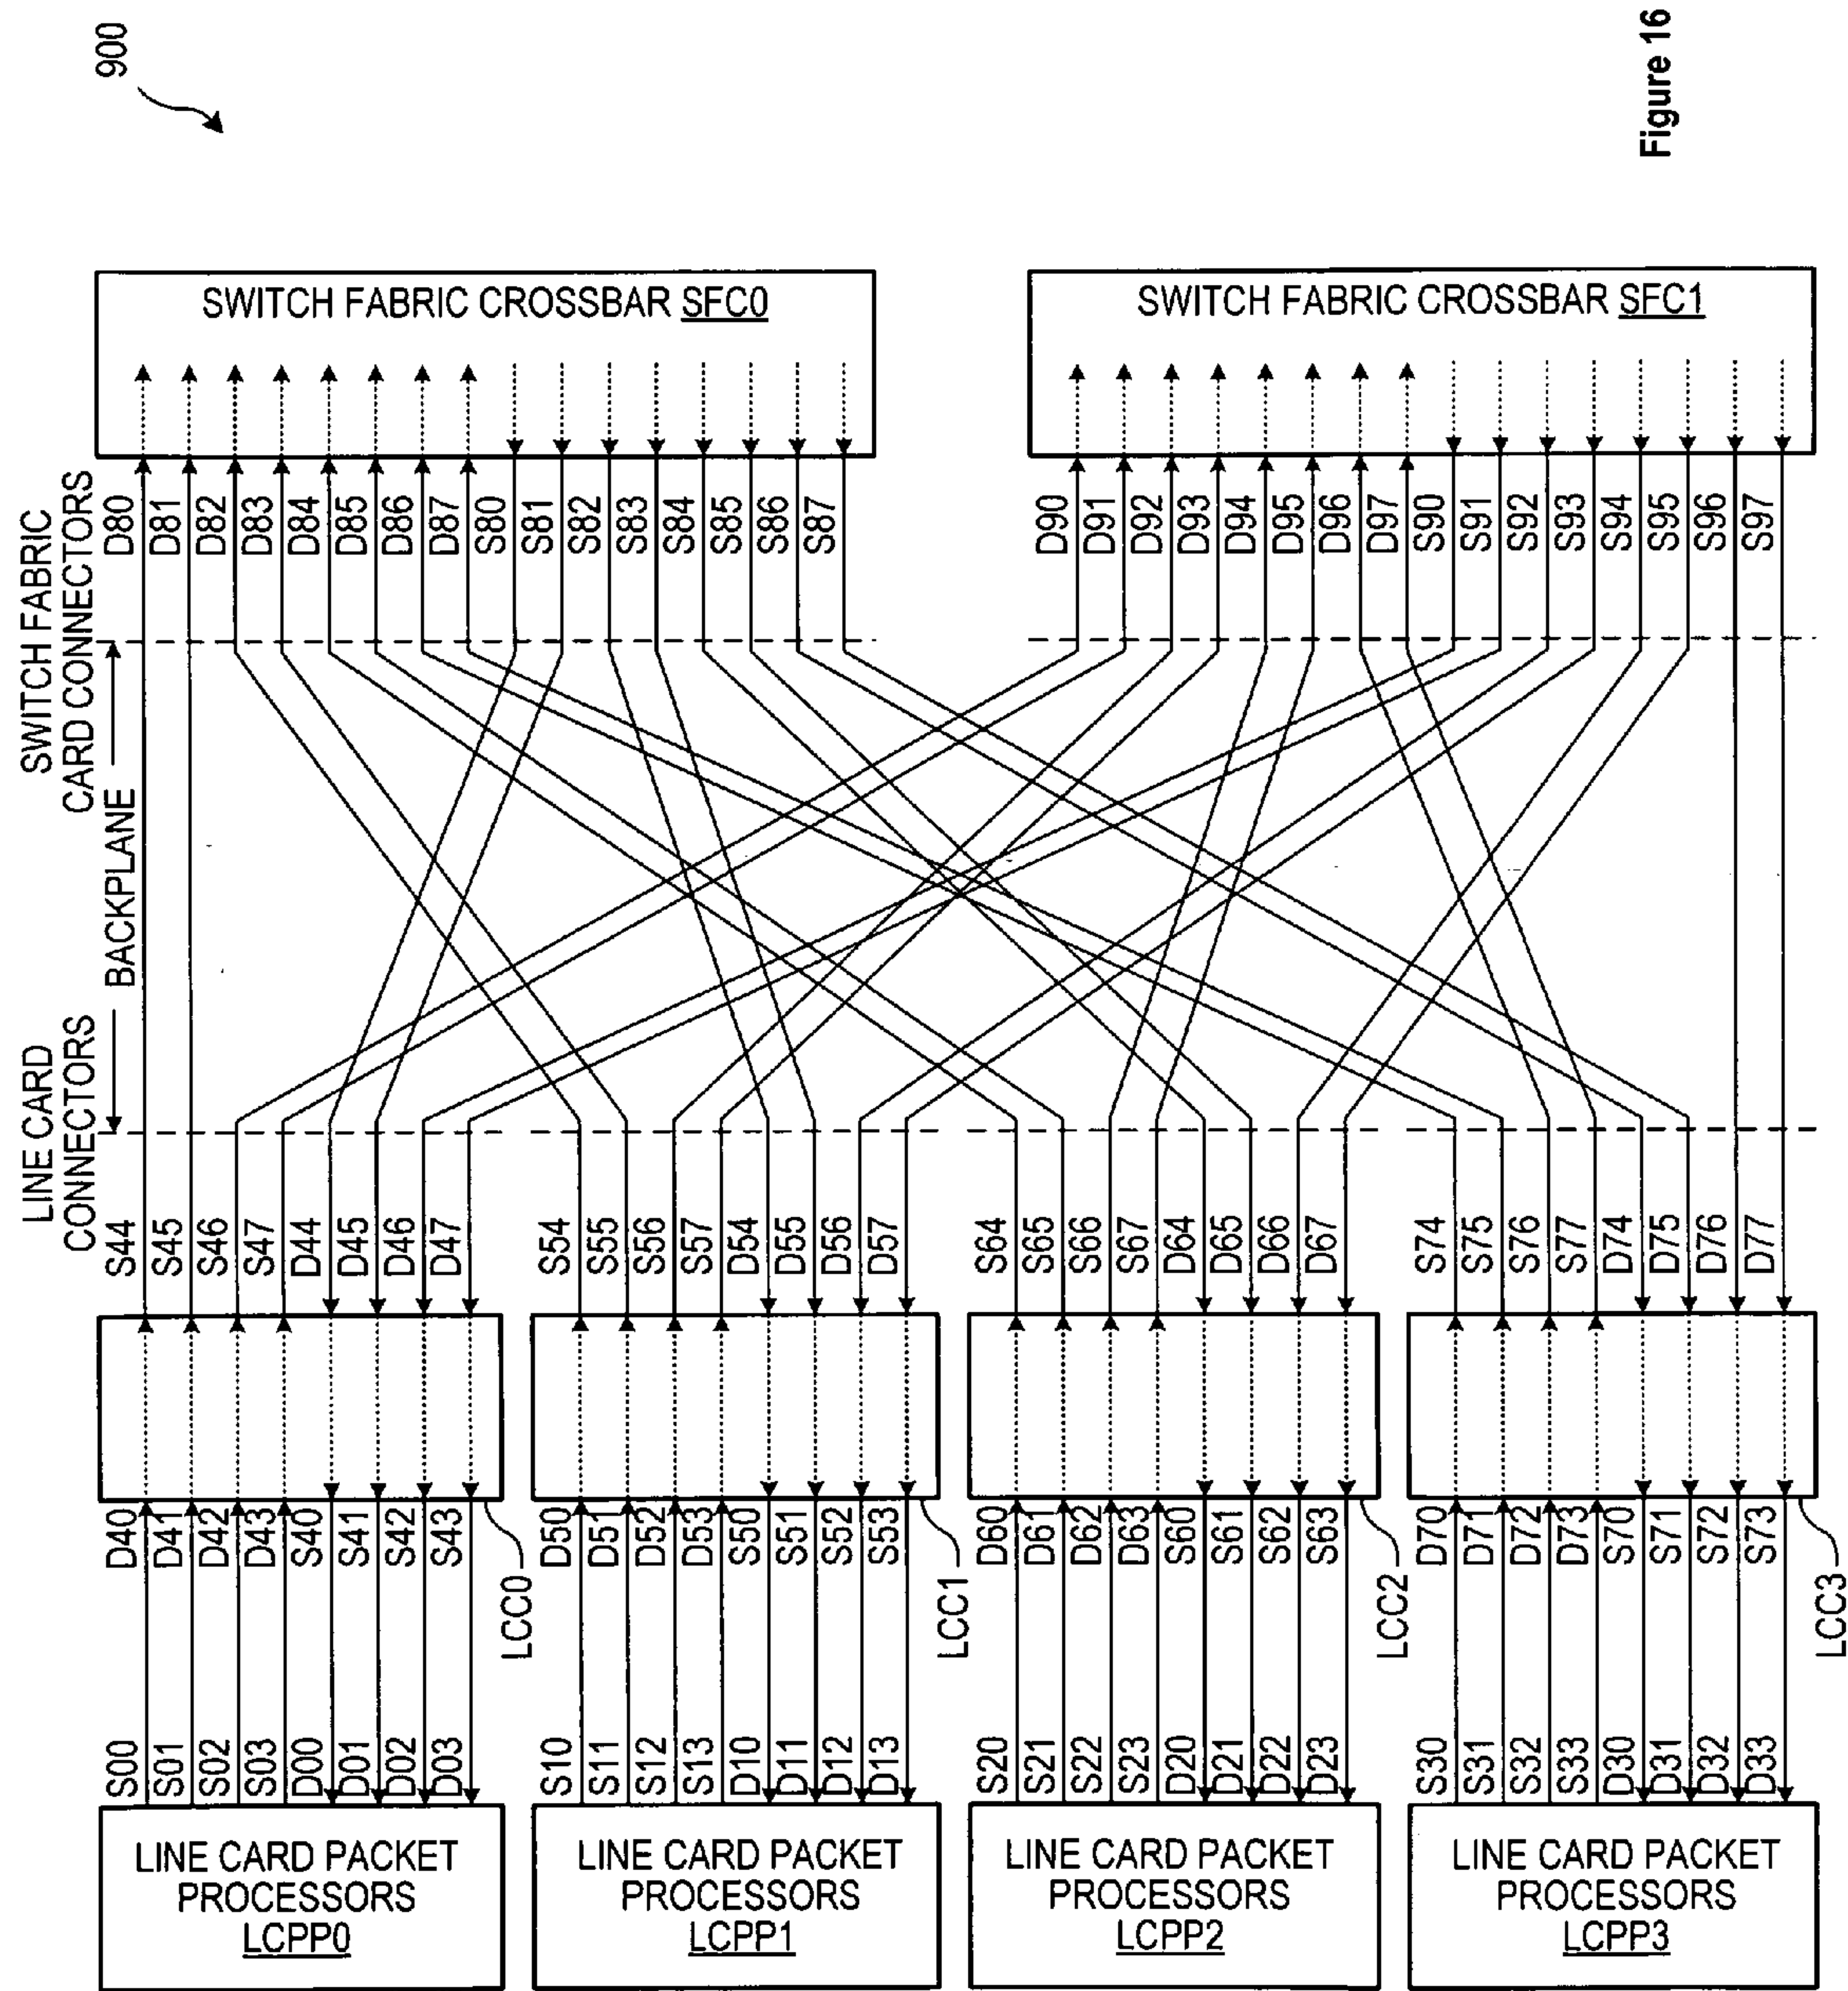 900
SWITCH FABRIC
CARD CONNECTORS
BACKPLANE
LINE CARD
CONNECTORS
SWITCH FABRIC CROSSBAR SFC0
D80
D81
D82
D83
D84
D85
D86
D87
S80
S81
S82
S83
S84
S85
S86
S87
SWITCH FABRIC CROSSBAR SFC1
D90
D91
D92
D93
D94
D95
D96
D97
S90
S91
S92
S93
S94
S95
S96
S97
S44
S45
S46
S47
D44
D45
D46
D47
S54
S55
S56
S57
D54
D55
D56
D57
S64
S65
S66
S67
D64
D65
D66
D67
S74
S75
S76
S77
D74
D75
D76
D77
D40
D41
D42
D43
S40
S41
S42
S43
LCC0
D50
D51
D52
D53
S50
S51
S52
S53
LCC1
D60
D61
D62
D63
S60
S61
S62
S63
LCC2
D70
D71
D72
D73
S70
S71
S72
S73
LCC3
S00
S01
S02
S03
D00
D01
D02
D03
S10
S11
S12
S13
D10
D11
D12
D13
S20
S21
S22
S23
D20
D21
D22
D23
S30
S31
S32
S33
D30
D31
D32
D33
LINE CARD PACKET
PROCESSORS
LCPP0
LINE CARD PACKET
PROCESSORS
LCPP1
LINE CARD PACKET
PROCESSORS
LCPP2
LINE CARD PACKET
PROCESSORS
LCPP3
Figure 16